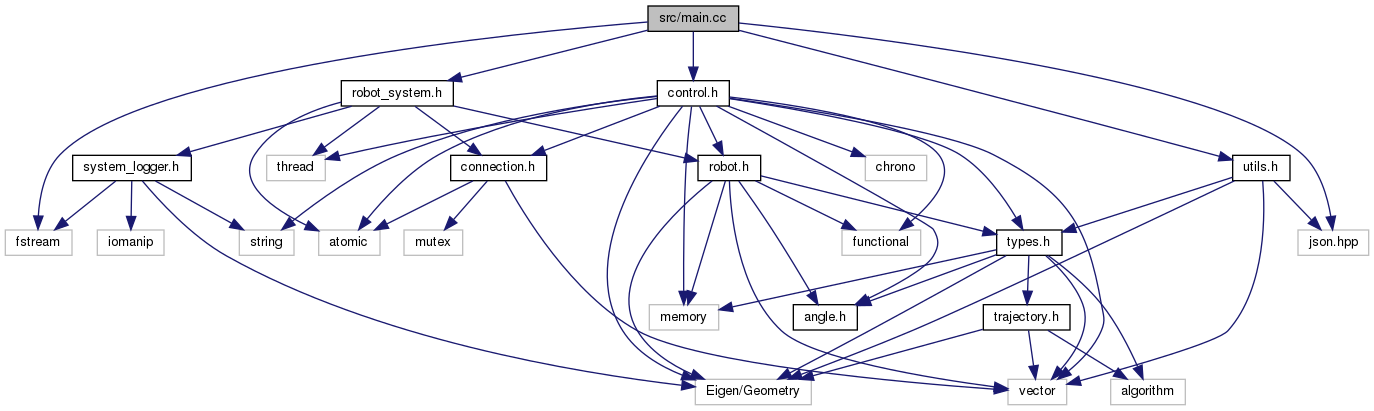 src/main.cc
robot_system.h
control.h
system_logger.h
thread
connection.h
robot.h
chrono
utils.h
fstream
iomanip
string
atomic
mutex
functional
types.h
json.hpp
memory
angle.h
trajectory.h
Eigen/Geometry
vector
algorithm